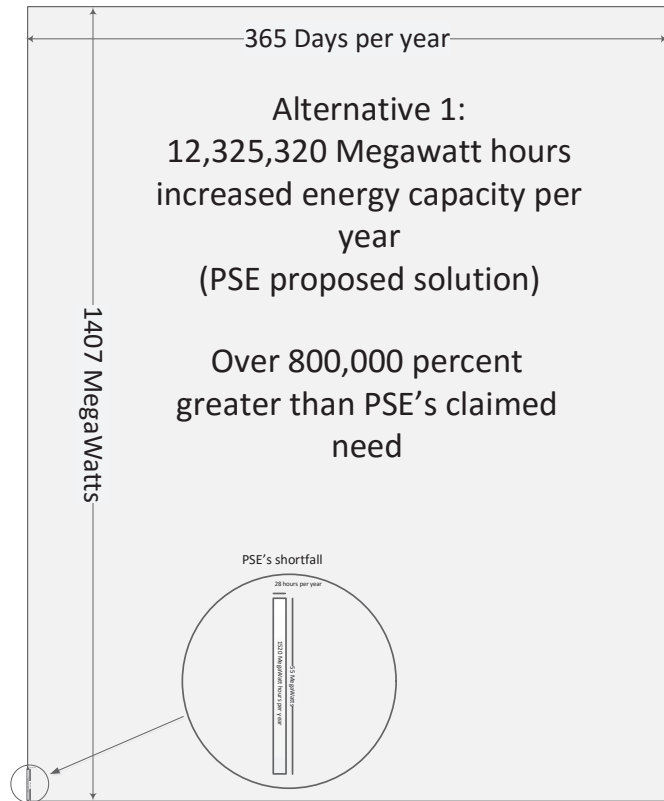 365 Days per year
Alternative 1:
12,325,320 Megawatt hours
increased energy capacity per
year
(PSE proposed solution)
Over 800,000 percent
greater than PSE’s claimed
need
1407 MegaWatts
PSE’s shortfall
28 hours per year
1520 MegaWatt hours per year
55 MegaWatts